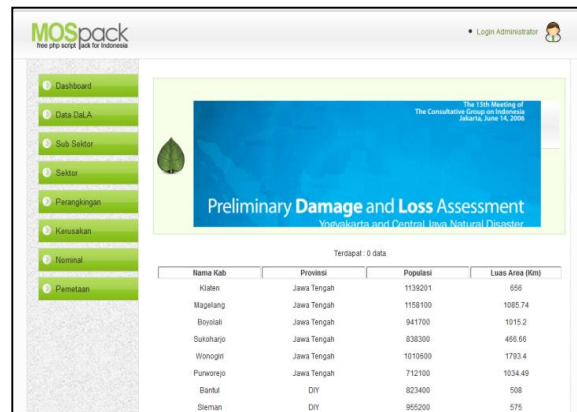 MOSpack
free php script pack for Indonesia
Login Administrator
Dashboard
Data DaLA
Sub Sektor
Sektor
Perangkingan
Kerusakan
Nominal
Pemetaan
The 15th Meeting of
The Consultative Group on Indonesia
Jakarta, June 14, 2006
Preliminary Damage and Loss Assessment
Yogyakarta and Central Java Natural Disaster
Terdapat : 0 data
Nama Kab Provinsi Populasi Luas Area (Km)
Klaten Jawa Tengah 1139201 656
Magelang Jawa Tengah 1158100 1085.74
Boyolali Jawa Tengah 941700 1015.2
Sukoharjo Jawa Tengah 838300 466.66
Wonogiri Jawa Tengah 1010600 1793.4
Purworejo Jawa Tengah 712100 1034.49
Bantul DIY 823400 508
Sleman DIY 955200 575